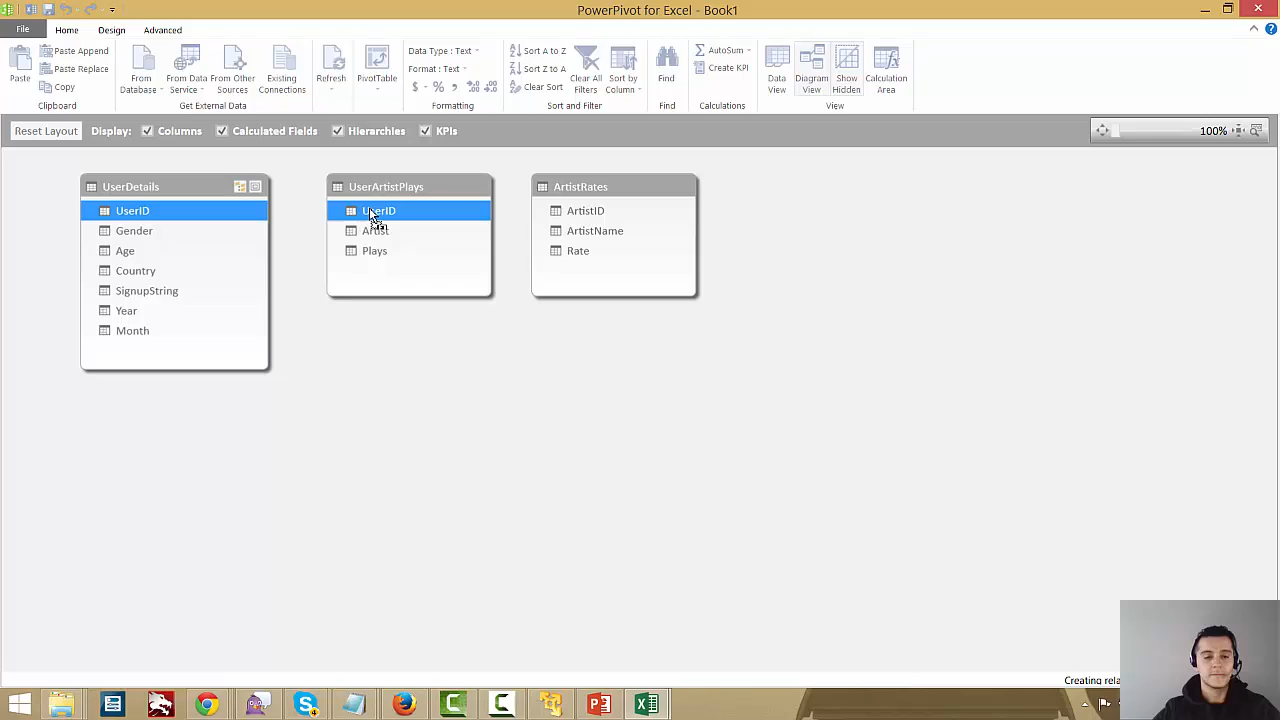 PowerPivot for Excel - Book1
File Home Design Advanced
Paste
Paste Append
Paste Replace
Copy
Clipboard
From Database
From Data Service
From Other Sources
Existing Connections
Get External Data
Refresh
PivotTable
Data Type : Text
Format : Text
$ % ,
Formatting
Sort A to Z
Sort Z to A
Clear Sort
Clear All Filters
Sort by Column
Sort and Filter
Find
Find
AutoSum
Create KPI
Calculations
Data View
Diagram View
Show Hidden
Calculation Area
View
Reset Layout Display: Columns Calculated Fields Hierarchies KPIs 100%
UserDetails
UserID
Gender
Age
Country
SignupString
Year
Month
UserArtistPlays
UserID
Artist
Plays
ArtistRates
ArtistID
ArtistName
Rate
Creating rela